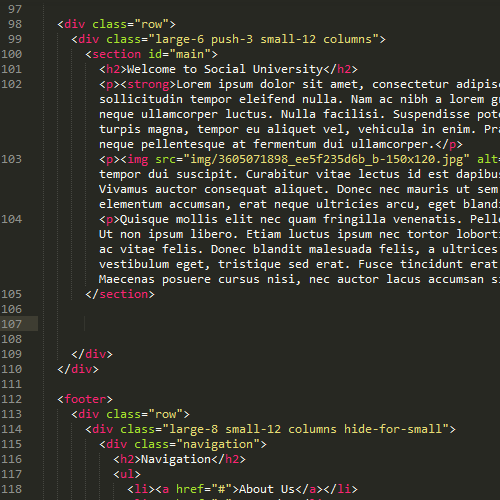 97
98 <div class="row">
99 <div class="large-6 push-3 small-12 columns">
100 <section id="main">
101 <h2>Welcome to Social University</h2>
102 <p><strong>Lorem ipsum dolor sit amet, consectetur adipisc
sollicitudin tempor eleifend nulla. Nam ac nibh a lorem gr
neque ullamcorper luctus. Nulla facilisi. Suspendisse pote
turpis magna, tempor eu aliquet vel, vehicula in enim. Pra
neque pellentesque at fermentum dui ullamcorper.</p>
103 <p><img src="img/3605071898_ee5f235d6b_b-150x120.jpg" alt=
tempor dui suscipit. Curabitur vitae lectus id est dapibus
Vivamus auctor consequat aliquet. Donec nec mauris ut sem
elementum accumsan, erat neque ultricies arcu, eget blandi
104 <p>Quisque mollis elit nec quam fringilla venenatis. Pelle
Ut non ipsum libero. Etiam luctus ipsum nec tortor loborti
ac vitae felis. Donec blandit malesuada felis, a ultrices
vestibulum eget, tristique sed erat. Fusce tincidunt erat
Maecenas posuere cursus nisi, nec auctor lacus accumsan si
105 </section>
106
107
108
109 </div>
110 </div>
111
112 <footer>
113 <div class="row">
114 <div class="large-8 small-12 columns hide-for-small">
115 <div class="navigation">
116 <h2>Navigation</h2>
117 <ul>
118 <li><a href="#">About Us</a></li>